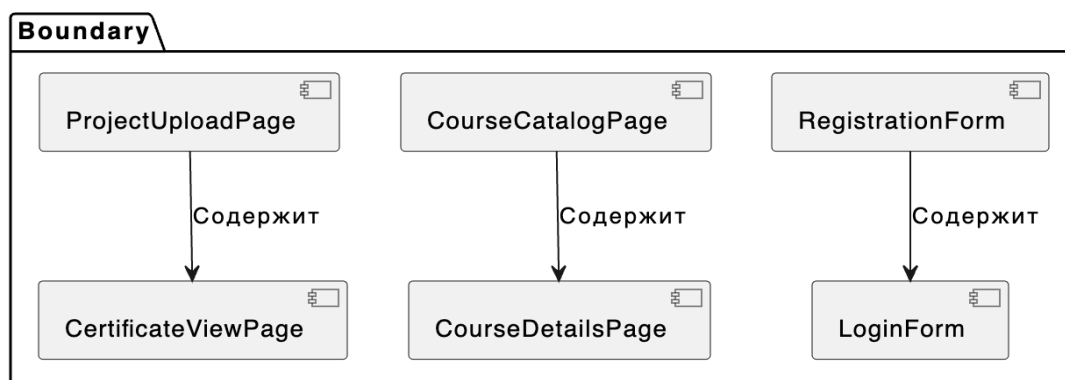 Boundary
ProjectUploadPage
CourseCatalogPage
RegistrationForm
Содержит
Содержит
Содержит
CertificateViewPage
CourseDetailsPage
LoginForm